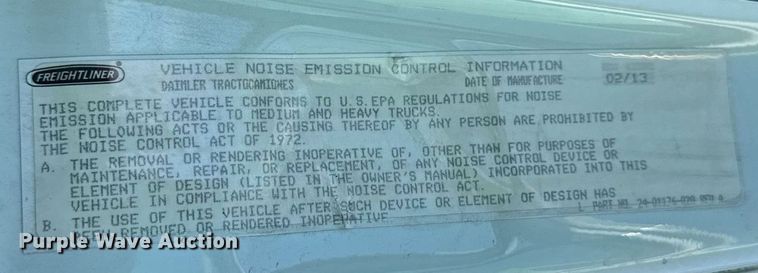 FREIGHTLINER
VEHICLE NOISE EMISSION CONTROL INFORMATION
DAIMLER TRACTOCAMIONES DATE OF MANUFACTURE 02/13
THIS COMPLETE VEHICLE CONFORMS TO U.S.EPA REGULATIONS FOR NOISE
EMISSION APPLICABLE TO MEDIUM AND HEAVY TRUCKS.
THE FOLLOWING ACTS OR THE CAUSING THEREOF BY ANY PERSON ARE PROHIBITED BY
THE NOISE CONTROL ACT OF 1972.
A. THE REMOVAL OR RENDERING INOPERATIVE OF, OTHER THAN FOR PURPOSES OF
MAINTENANCE, REPAIR, OR REPLACEMENT, OF ANY NOISE CONTROL DEVICE OR
ELEMENT OF DESIGN (LISTED IN THE OWNER'S MANUAL) INCORPORATED INTO THIS
VEHICLE IN COMPLIANCE WITH THE NOISE CONTROL ACT.
B. THE USE OF THIS VEHICLE AFTER SUCH DEVICE OR ELEMENT OF DESIGN HAS
BEEN REMOVED OR RENDERED INOPERATIVE
PART NO.
Purple Wave Auction